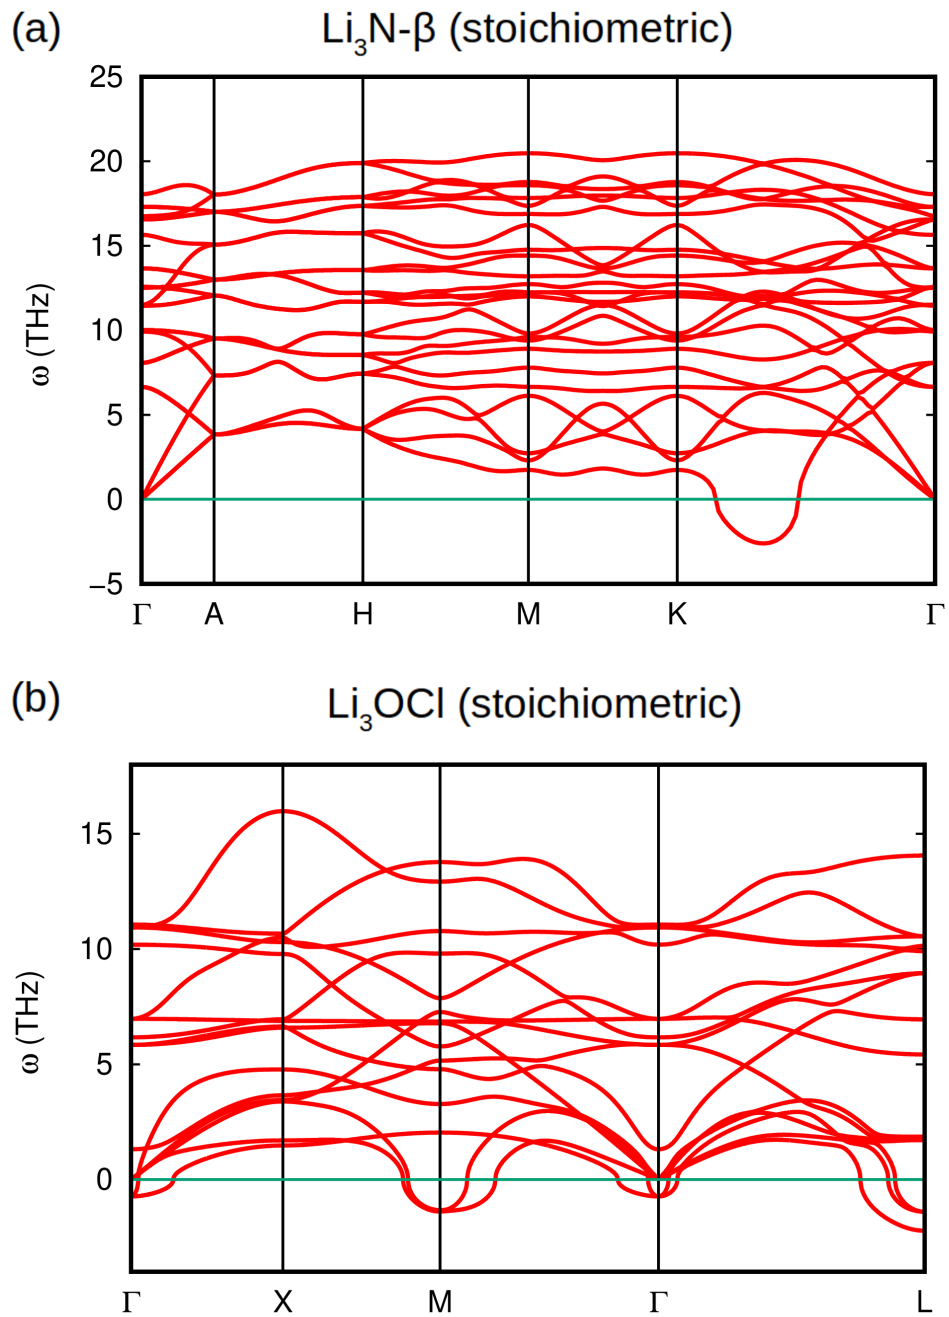 (a) Li₃N-β (stoichiometric)
25
20
15
10
5
0
−5
ω (THz)
Γ A H M K Γ
(b) Li₃OCl (stoichiometric)
15
10
5
0
ω (THz)
Γ X M Γ L